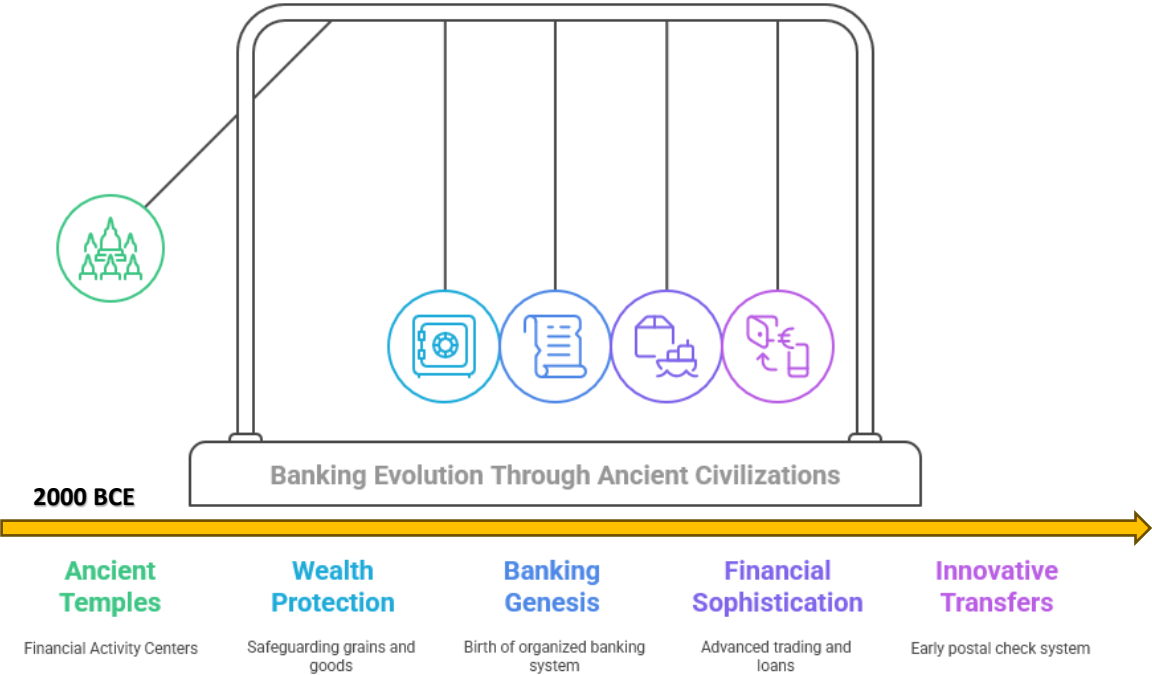 Banking Evolution Through Ancient Civilizations
2000 BCE
Ancient
Temples
Financial Activity Centers
Wealth
Protection
Safeguarding grains and
goods
Banking
Genesis
Birth of organized banking
system
Financial
Sophistication
Advanced trading and
loans
Innovative
Transfers
Early postal check system